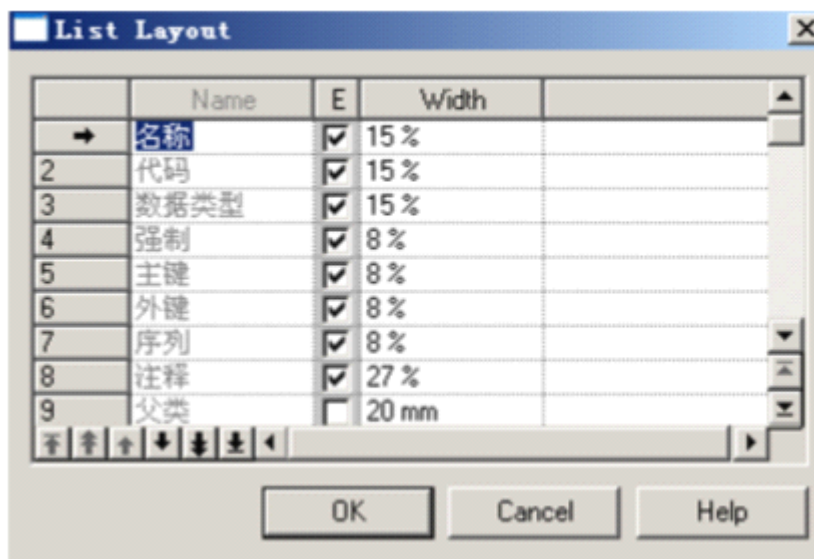 List Layout
Name E Width
名称 15 %
2 代码 15 %
3 数据类型 15 %
4 强制 8 %
5 主键 8 %
6 外键 8 %
7 序列 8 %
8 注释 27 %
9 父类 20 mm
OK Cancel Help